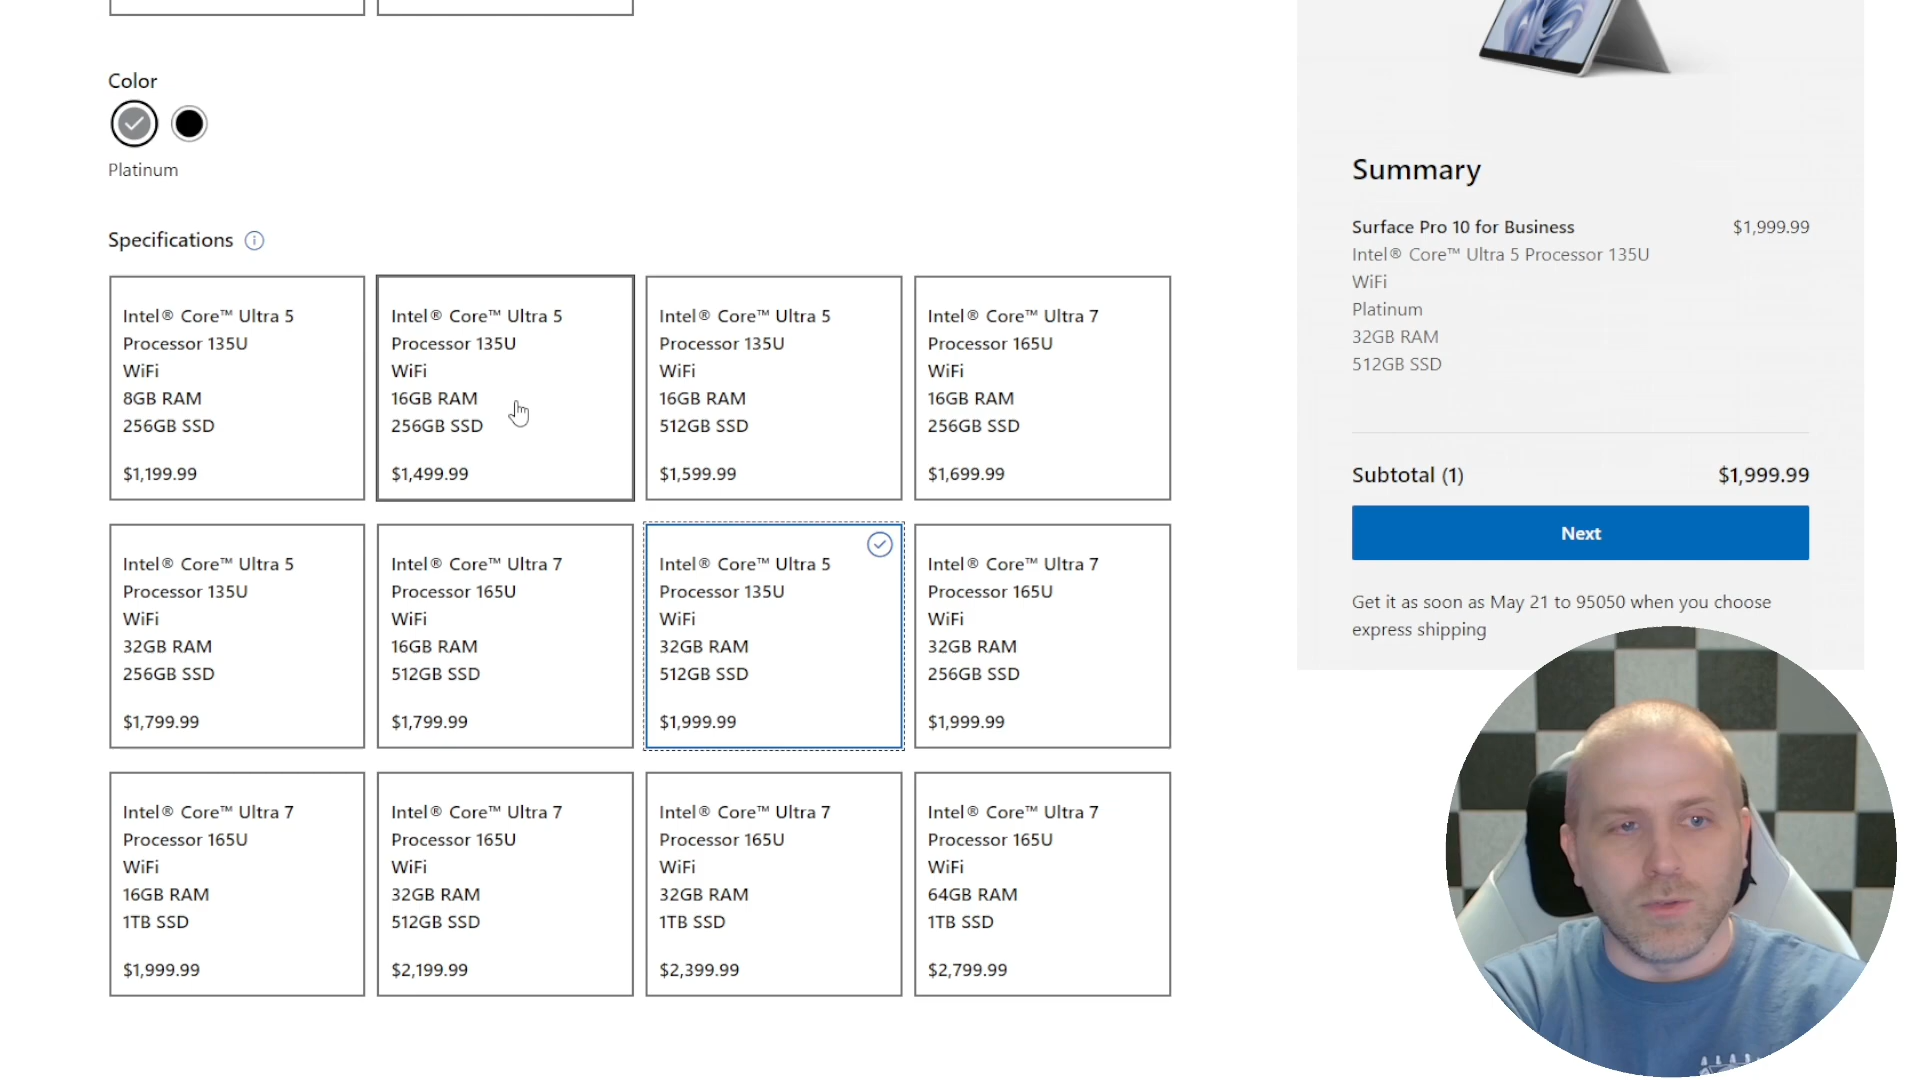 Color
Platinum
Specifications
Intel® Core™ Ultra 5
Processor 135U
WiFi
8GB RAM
256GB SSD
$1,199.99
Intel® Core™ Ultra 5
Processor 135U
WiFi
16GB RAM
256GB SSD
$1,499.99
Intel® Core™ Ultra 5
Processor 135U
WiFi
16GB RAM
512GB SSD
$1,599.99
Intel® Core™ Ultra 7
Processor 165U
WiFi
16GB RAM
256GB SSD
$1,699.99
Intel® Core™ Ultra 5
Processor 135U
WiFi
32GB RAM
256GB SSD
$1,799.99
Intel® Core™ Ultra 7
Processor 165U
WiFi
16GB RAM
512GB SSD
$1,799.99
Intel® Core™ Ultra 5
Processor 135U
WiFi
32GB RAM
512GB SSD
$1,999.99
Intel® Core™ Ultra 7
Processor 165U
WiFi
32GB RAM
256GB SSD
$1,999.99
Intel® Core™ Ultra 7
Processor 165U
WiFi
16GB RAM
1TB SSD
$1,999.99
Intel® Core™ Ultra 7
Processor 165U
WiFi
32GB RAM
512GB SSD
$2,199.99
Intel® Core™ Ultra 7
Processor 165U
WiFi
32GB RAM
1TB SSD
$2,399.99
Intel® Core™ Ultra 7
Processor 165U
WiFi
64GB RAM
1TB SSD
$2,799.99
Summary
Surface Pro 10 for Business $1,999.99
Intel® Core™ Ultra 5 Processor 135U
WiFi
Platinum
32GB RAM
512GB SSD
Subtotal (1) $1,999.99
Next
Get it as soon as May 21 to 95050 when you choose
express shipping